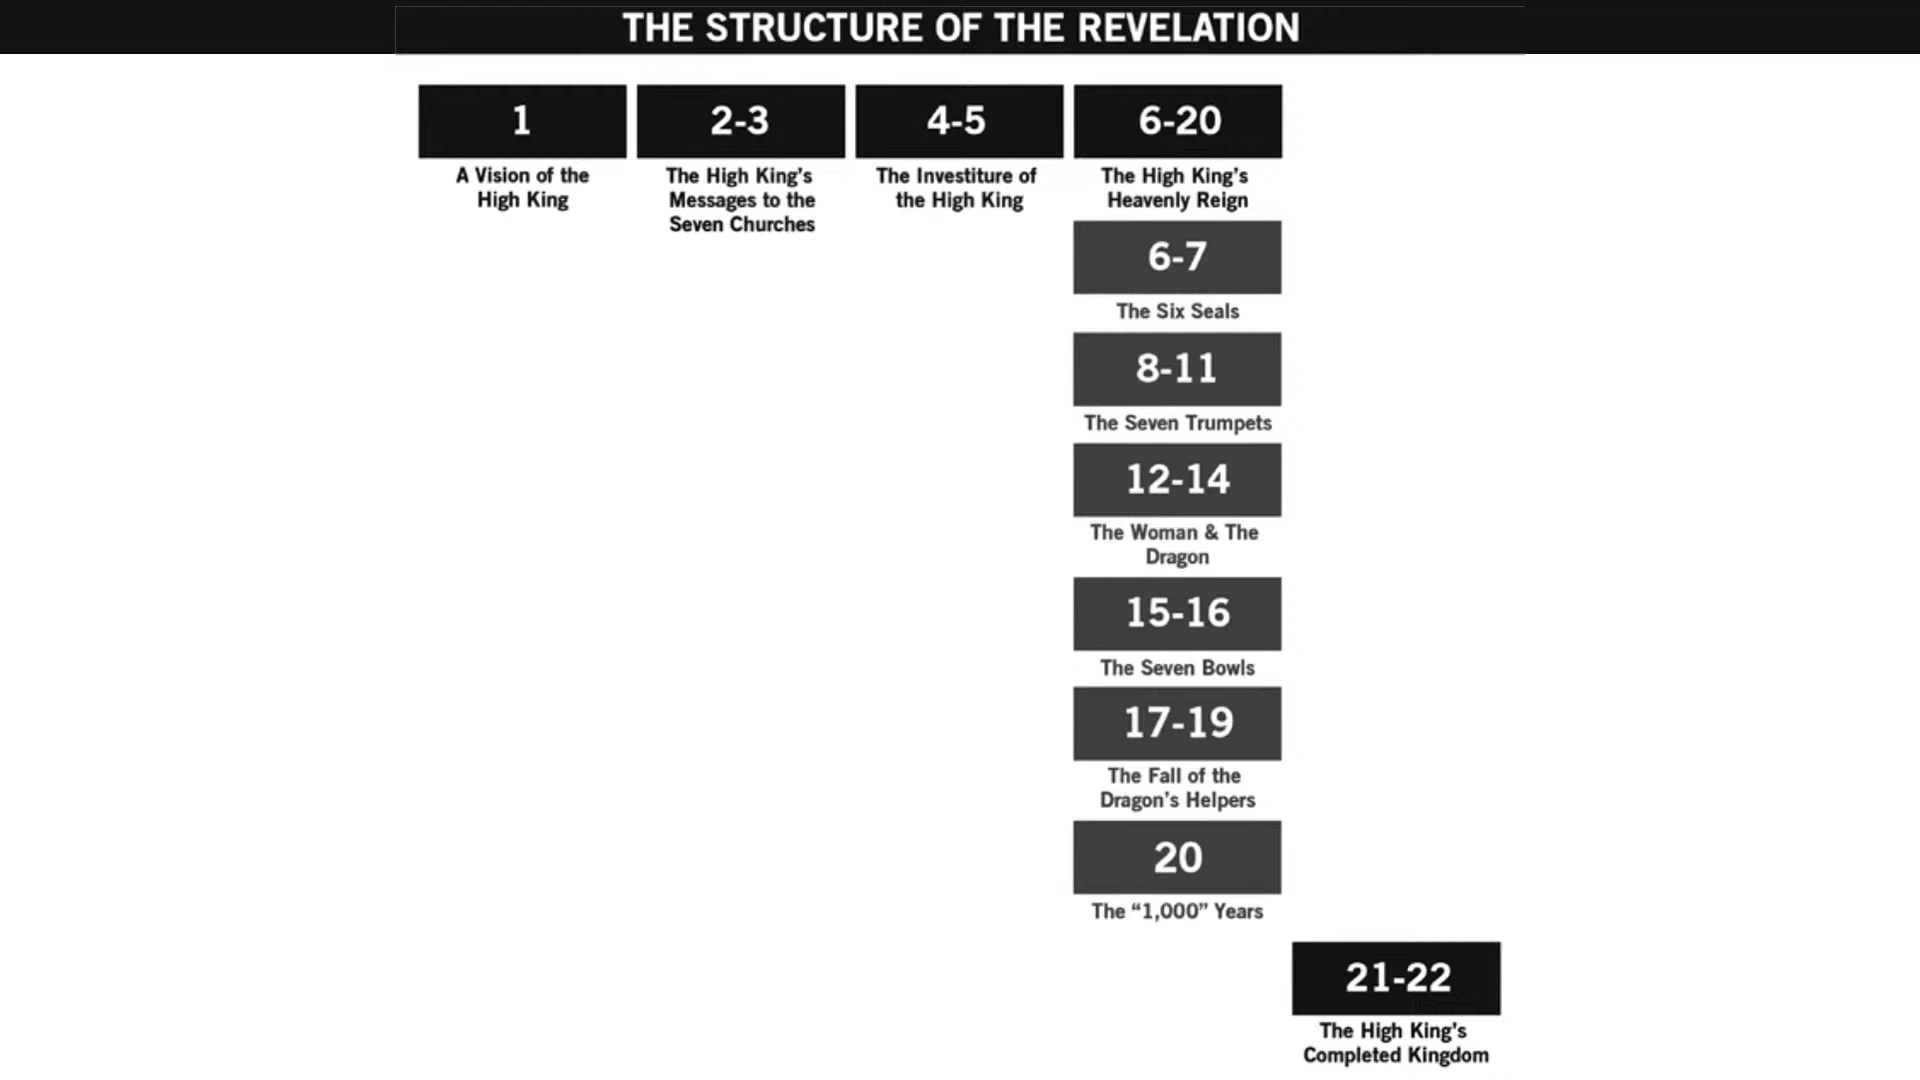 THE STRUCTURE OF THE REVELATION
1
A Vision of the
High King
2-3
The High King’s
Messages to the
Seven Churches
4-5
The Investiture of
the High King
6-20
The High King’s
Heavenly Reign
6-7
The Six Seals
8-11
The Seven Trumpets
12-14
The Woman & The
Dragon
15-16
The Seven Bowls
17-19
The Fall of the
Dragon’s Helpers
20
The “1,000” Years
21-22
The High King’s
Completed Kingdom